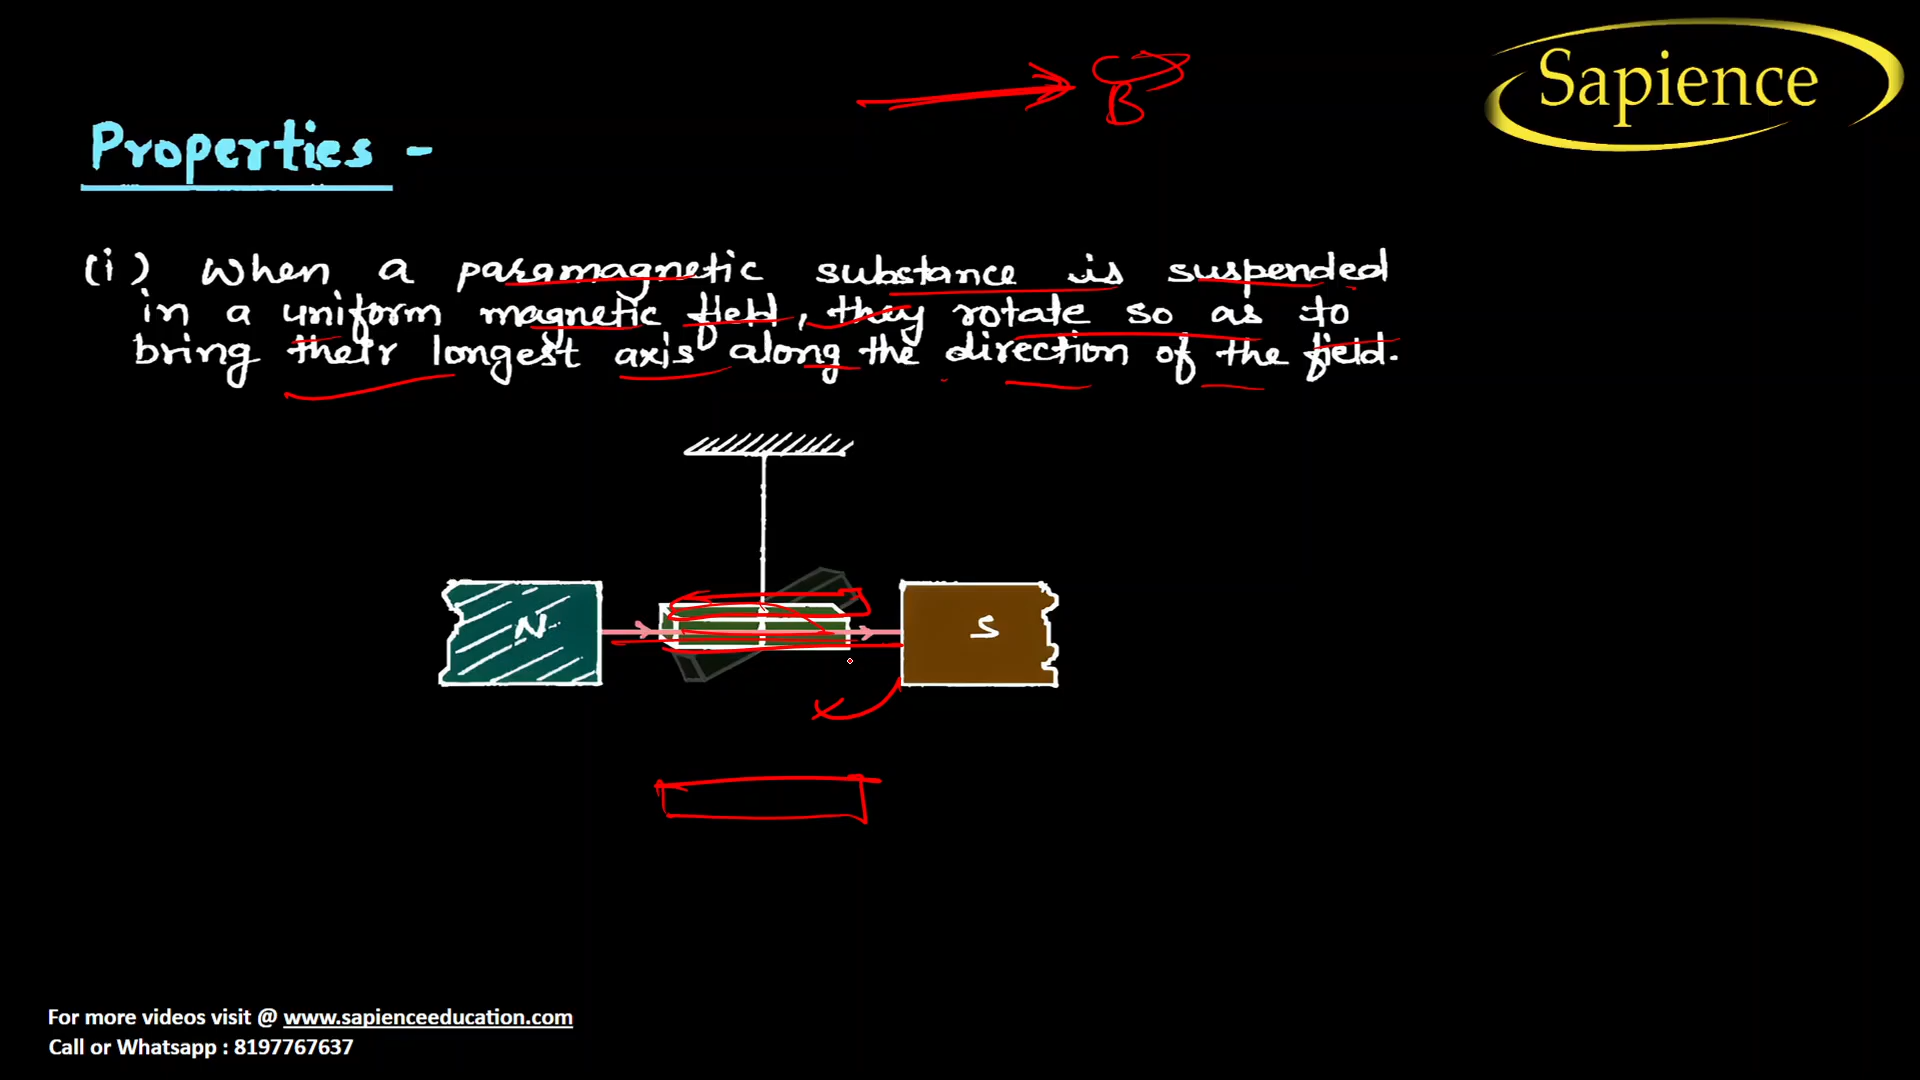 B
Sapience
Properties -
(i) When a paramagnetic substance is suspended
in a uniform magnetic field, they rotate so as to
bring their longest axis along the direction of the field.
N
S
For more videos visit @ www.sapienceeducation.com
Call or Whatsapp : 8197767637